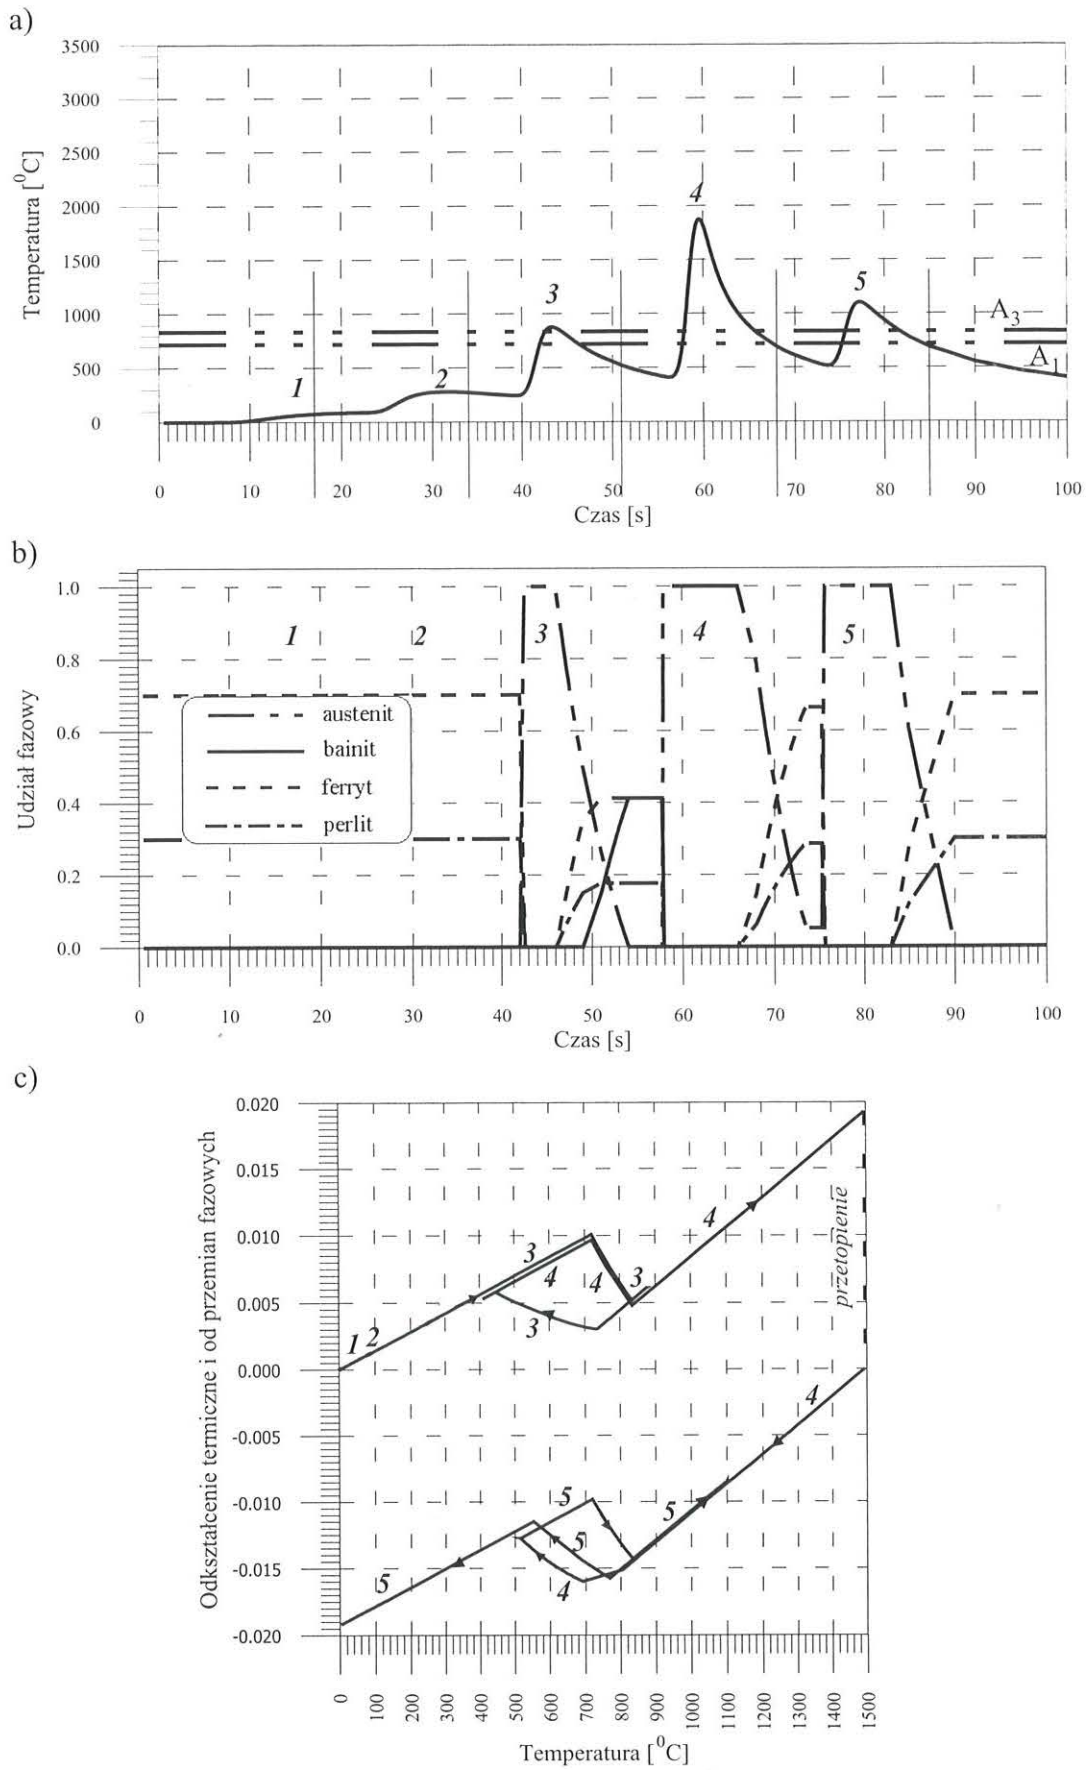 a)
3500
3000
2500
2000
1500
1000
500
0
Temperatura [⁰C]
1
2
3
4
5
A₃
A₁
0 10 20 30 40 50 60 70 80 90 100
Czas [s]
b)
1.0
0.8
0.6
0.4
0.2
0.0
Udział fazowy
1 2 3 4 5
austenit
bainit
ferryt
perlit
0 10 20 30 40 50 60 70 80 90 100
Czas [s]
c)
0.020
0.015
0.010
0.005
0.000
-0.005
-0.010
-0.015
-0.020
Odkształcenie termiczne i od przemian fazowych
4
przetopienie
3
4
4
3
3
1 2
4
5
5
5
4
5
0 100 200 300 400 500 600 700 800 900 1000 1100 1200 1300 1400 1500
Temperatura [⁰C]